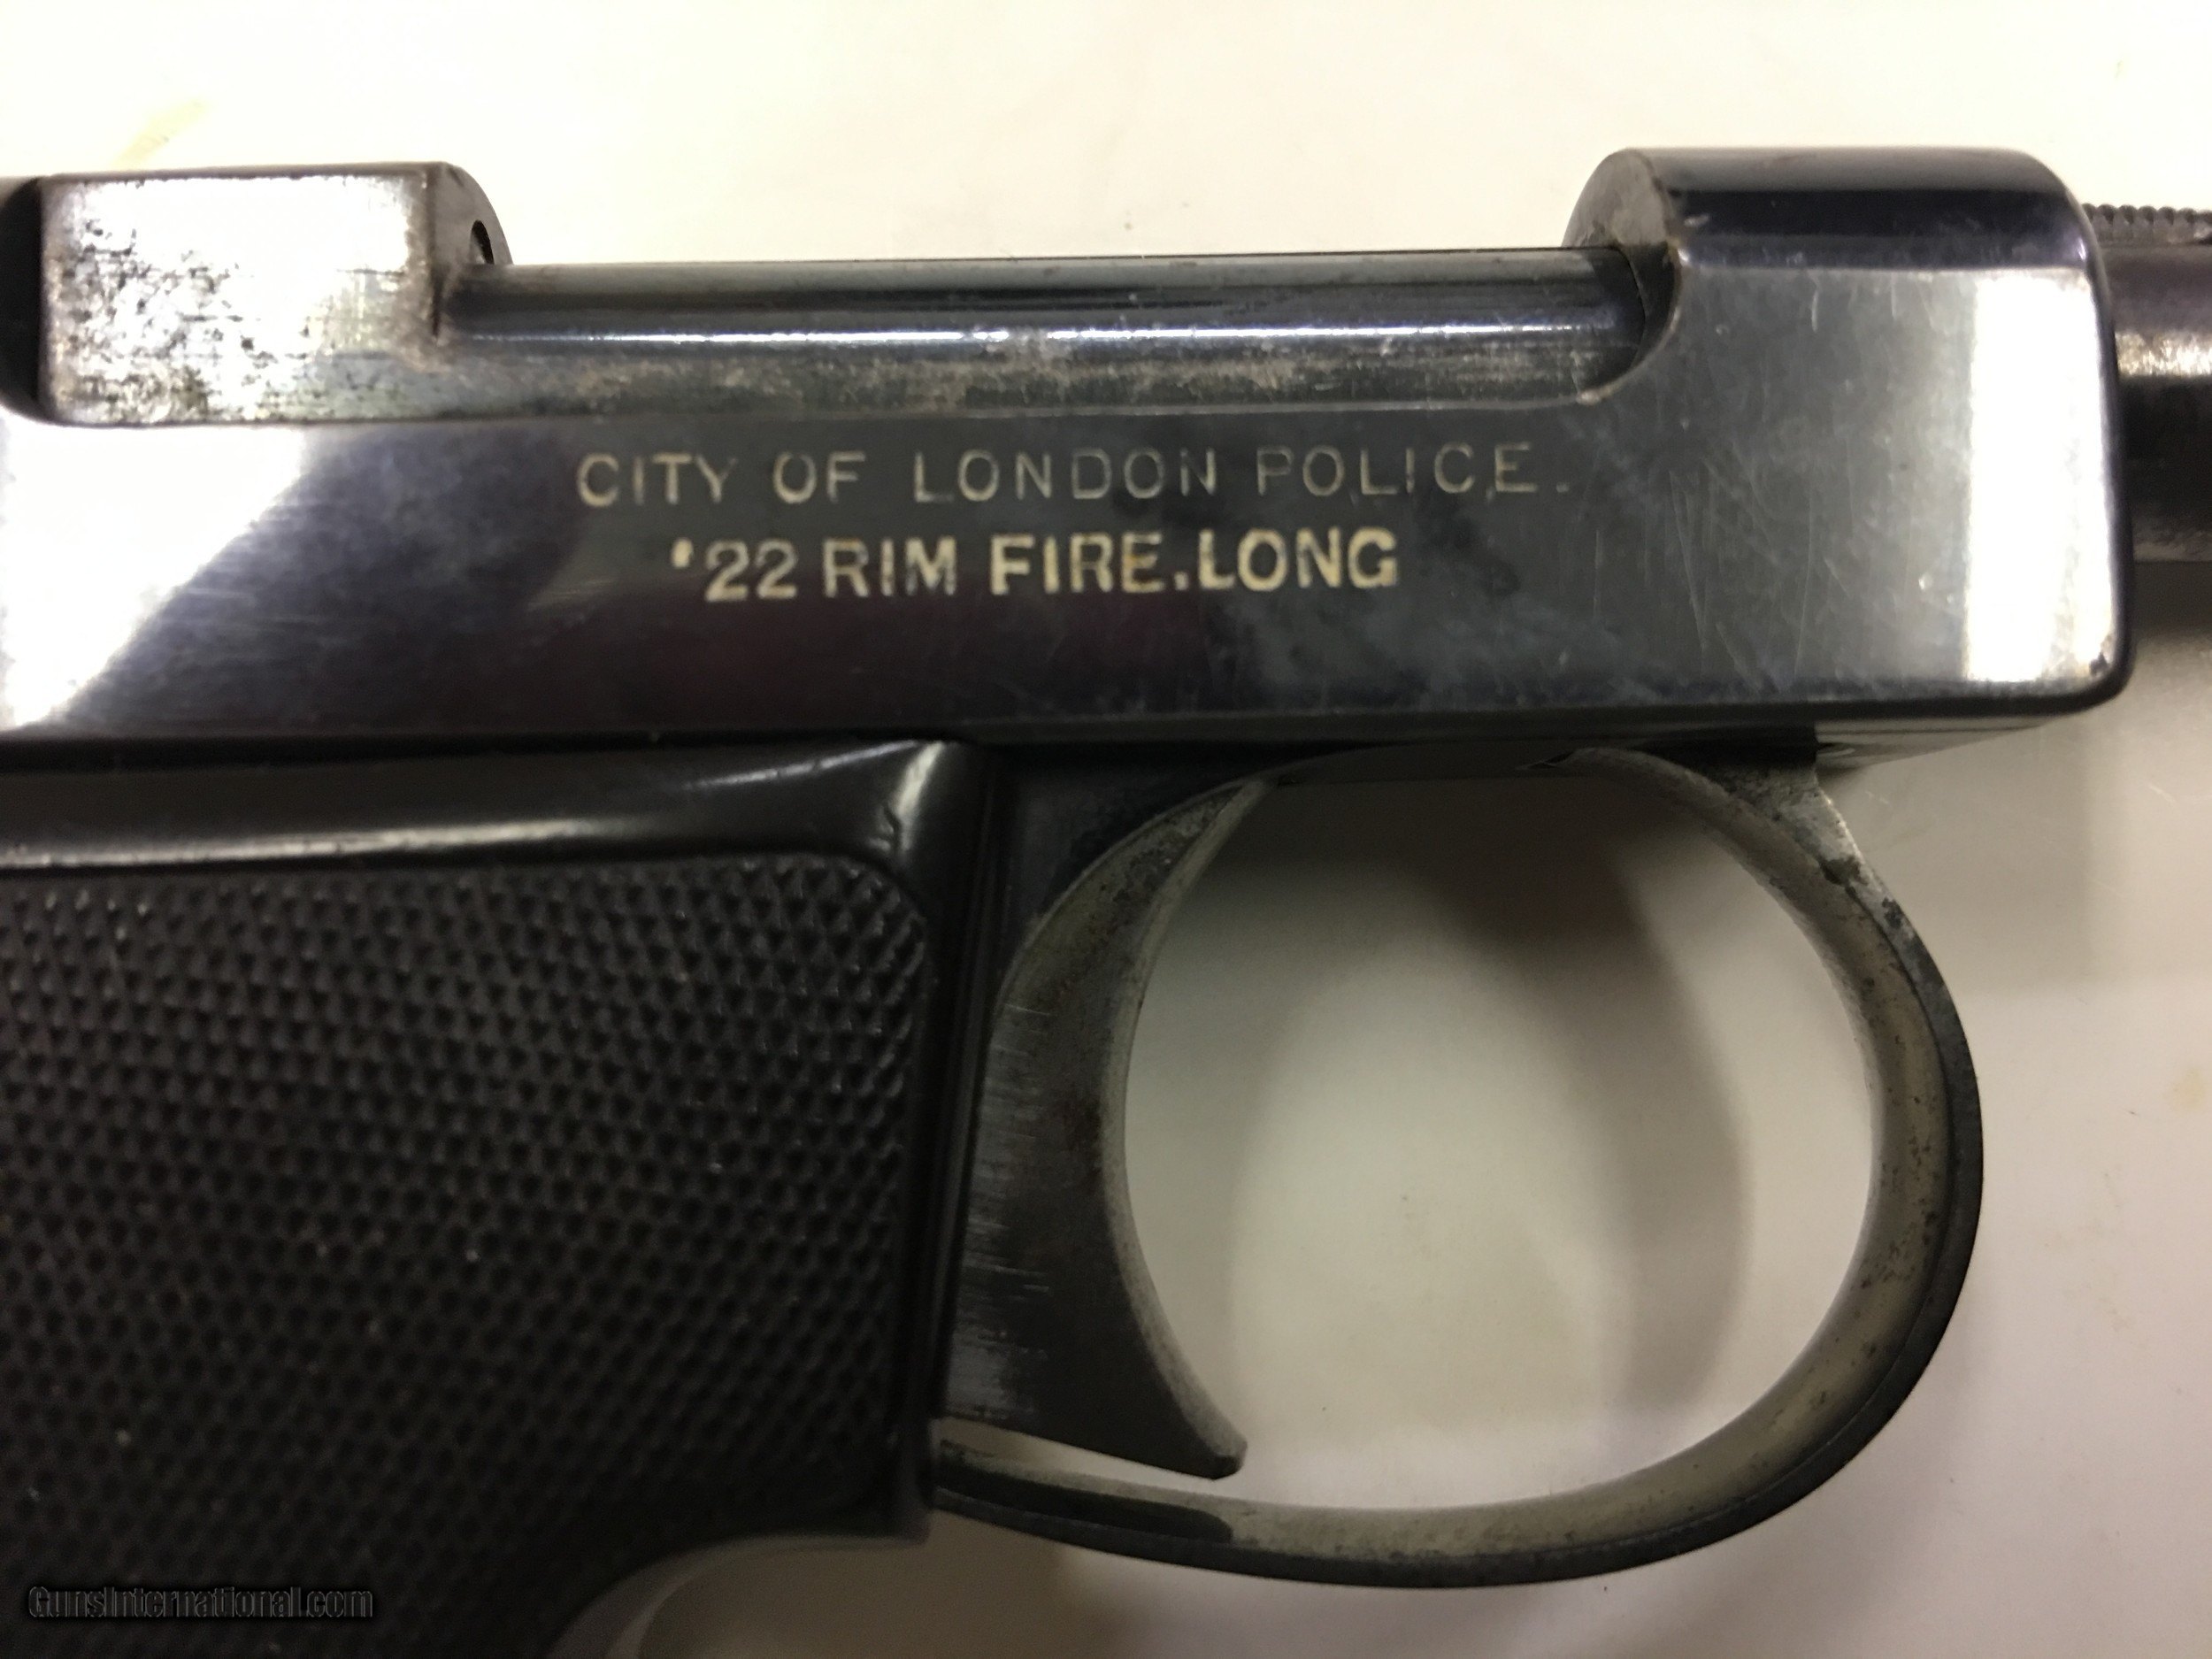 CITY OF LONDON POLICE.
'22 RIM FIRE.LONG
GunsInternational.com